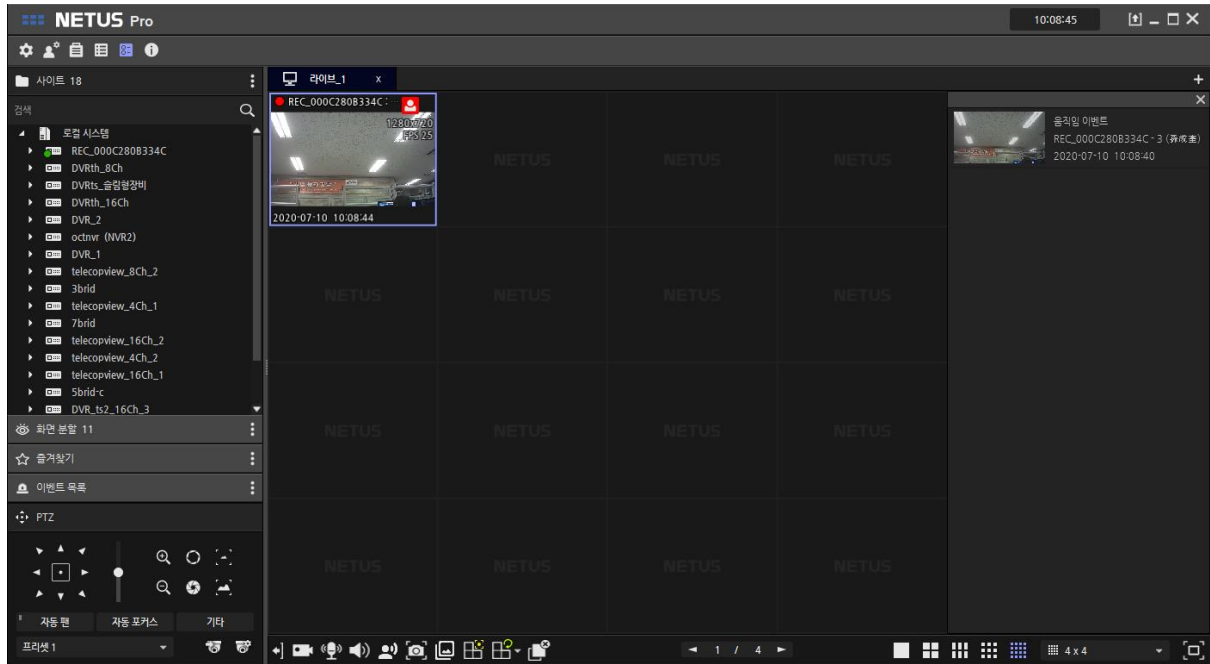 NETUS Pro
10:08:45
사이트 18
검색
로컬 시스템
REC_000C280B334C
DVRth_8Ch
DVRts_슬림형장비
DVRth_16Ch
DVR_2
octnvr (NVR2)
DVR_1
telecopview_8Ch_2
3brid
telecopview_4Ch_1
7brid
telecopview_16Ch_2
telecopview_4Ch_2
telecopview_16Ch_1
5brid-c
DVR_ts2_16Ch_3
화면 분할 11
즐겨찾기
이벤트 목록
PTZ
자동 팬
자동 포커스
기타
프리셋 1
라이브_1 x
REC_000C280B334C :
1280x720
FPS 25
2020-07-10 10:08:44
NETUS NETUS NETUS
NETUS NETUS NETUS NETUS
NETUS NETUS NETUS NETUS
NETUS NETUS NETUS NETUS
움직임 이벤트
REC_000C280B334C - 3
2020-07-10 10:08:40
1 / 4
4 x 4